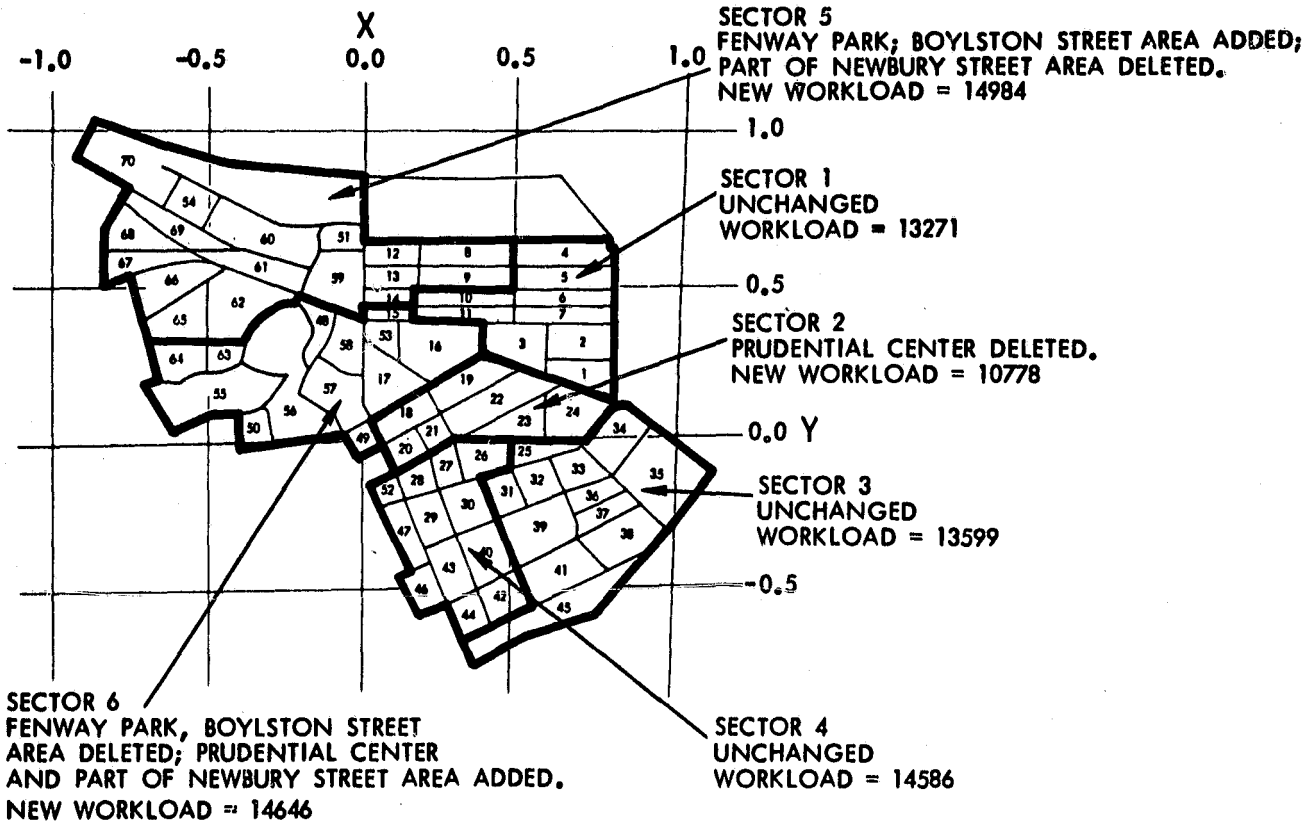 X
-1.0 -0.5 0.0 0.5 1.0
SECTOR 5
FENWAY PARK; BOYLSTON STREET AREA ADDED;
PART OF NEWBURY STREET AREA DELETED.
NEW WORKLOAD = 14984
1.0
SECTOR 1
UNCHANGED
WORKLOAD = 13271
0.5
SECTOR 2
PRUDENTIAL CENTER DELETED.
NEW WORKLOAD = 10778
0.0 Y
SECTOR 3
UNCHANGED
WORKLOAD = 13599
-0.5
SECTOR 4
UNCHANGED
WORKLOAD = 14586
SECTOR 6
FENWAY PARK, BOYLSTON STREET
AREA DELETED; PRUDENTIAL CENTER
AND PART OF NEWBURY STREET AREA ADDED.
NEW WORKLOAD = 14646
70
54
68 69 60 51 12 8 4
67 66 61 59 13 9 5
62 14 10 6
65 48 15 11 7
64 63 58 53 16 3 2
55 57 17 19 1
50 56 49 18 22 23 24
20 21 34
52 28 27 26 25 35
47 29 30 31 32 33
36 37 38
46 43 40 39 41
44 42 45